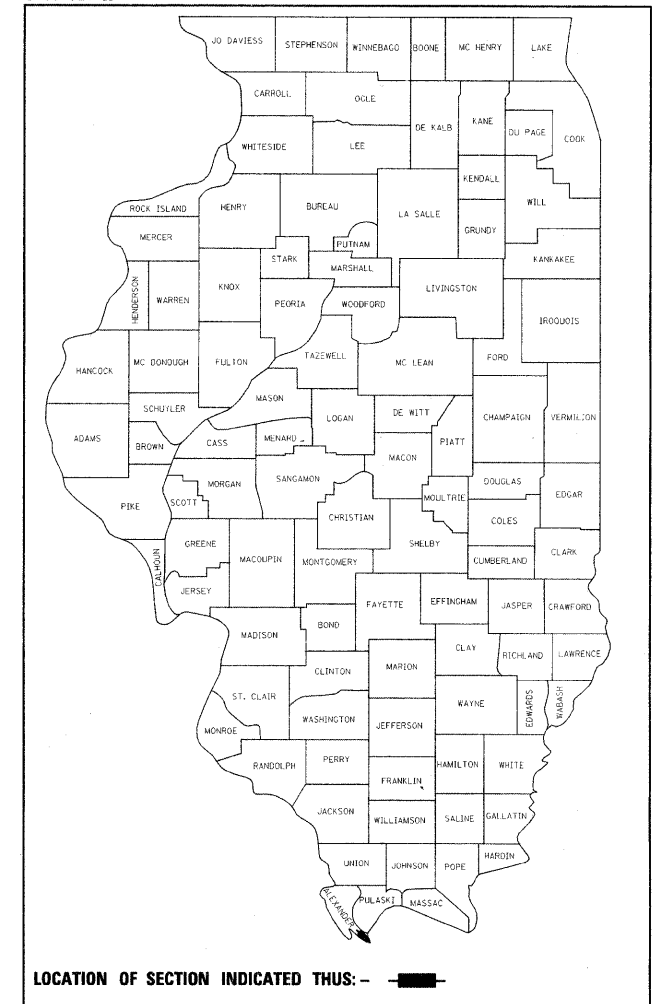 JO DAVIESS STEPHENSON WINNEBAGO BOONE MC HENRY LAKE
CARROLL OGLE DE KALB KANE DU PAGE COOK
WHITESIDE LEE
KENDALL WILL
ROCK ISLAND HENRY BUREAU LA SALLE
MERCER PUTNAM GRUNDY
STARK MARSHALL KANKAKEE
HENDERSON WARREN KNOX PEORIA WOODFORD LIVINGSTON IROQUOIS
HANCOCK MC DONOUGH FULTON TAZEWELL MC LEAN FORD
MASON
SCHUYLER LOGAN DE WITT CHAMPAIGN VERMILION
ADAMS BROWN CASS MENARD PIATT
MACON
MORGAN SANGAMON DOUGLAS EDGAR
PIKE SCOTT MOULTRIE
CHRISTIAN COLES
GREENE MACOUPIN SHELBY
CALHOUN MONTGOMERY CUMBERLAND CLARK
JERSEY FAYETTE EFFINGHAM JASPER CRAWFORD
MADISON BOND
CLAY RICHLAND LAWRENCE
CLINTON MARION
ST. CLAIR WAYNE EDWARDS WABASH
MONROE WASHINGTON JEFFERSON
RANDOLPH PERRY HAMILTON WHITE
FRANKLIN
JACKSON WILLIAMSON SALINE GALLATIN
UNION JOHNSON POPE HARDIN
ALEXANDER PULASKI MASSAC
LOCATION OF SECTION INDICATED THUS: -